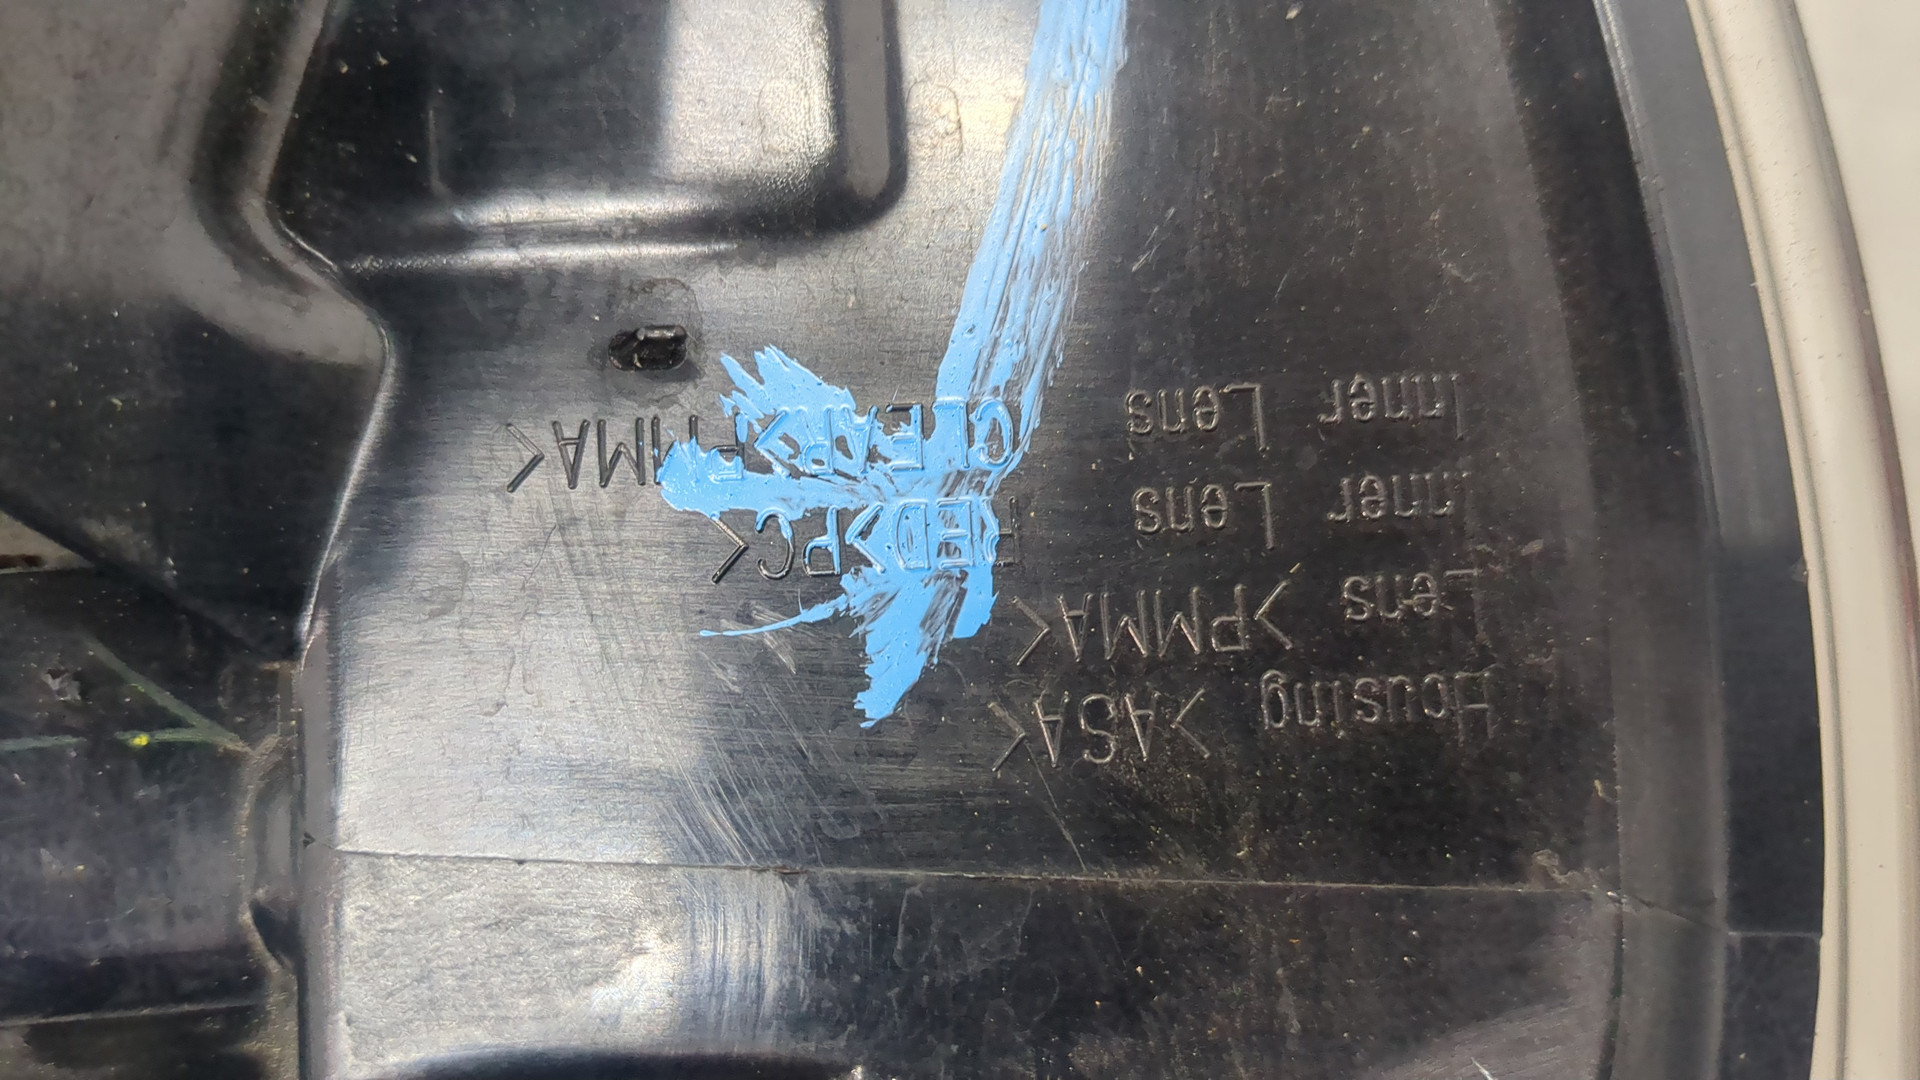 Housing >ASA<
Lens >PMMA<
Inner Lens RED>PC<
Inner Lens CLEAR>PMMA<